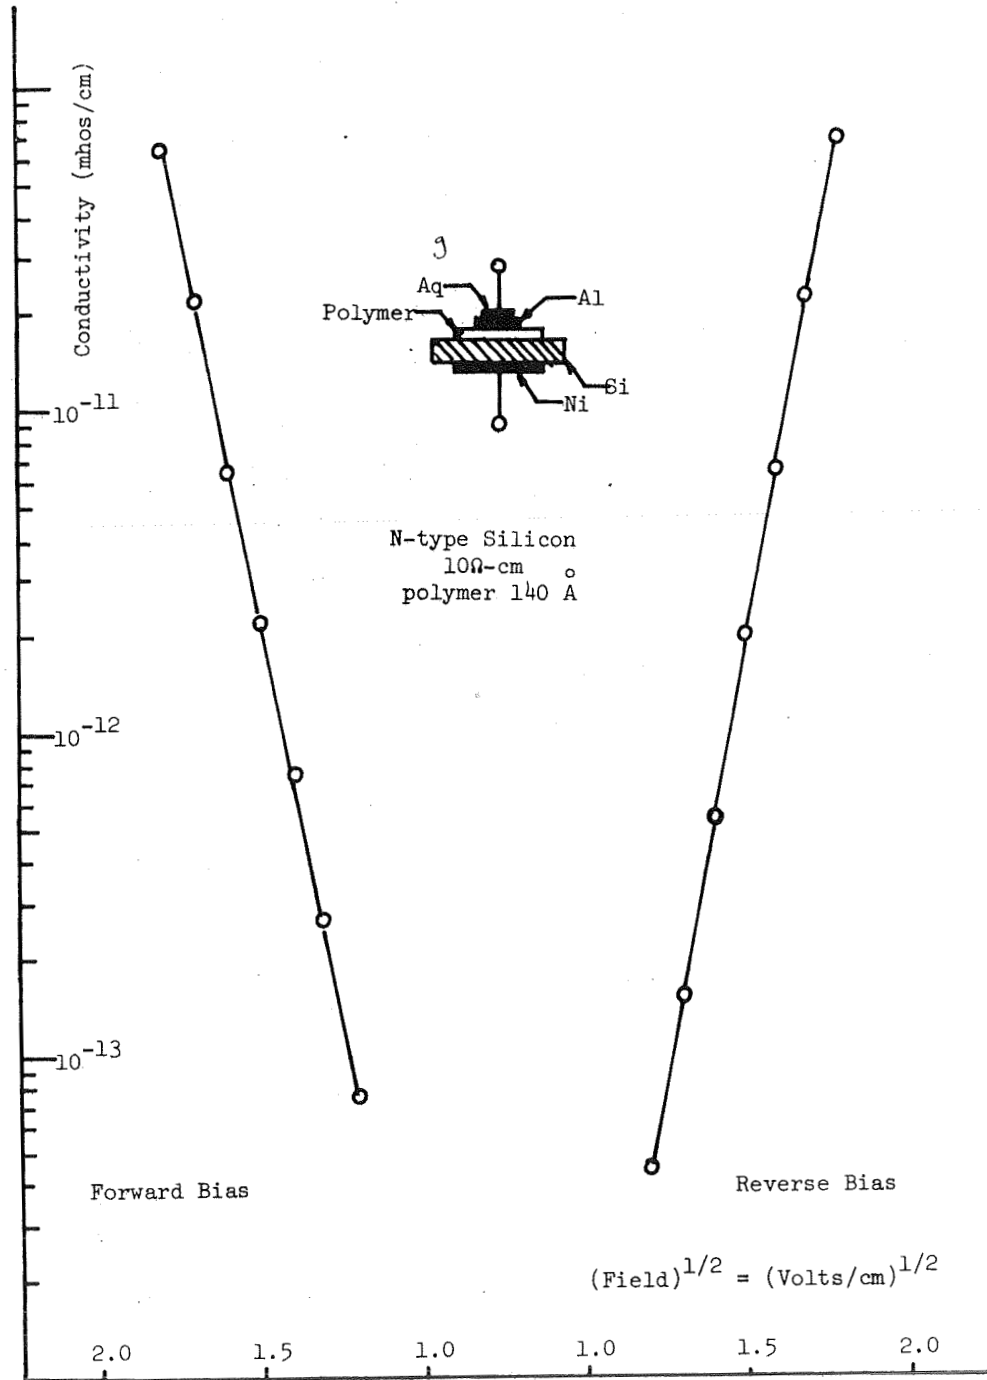 Conductivity (mhos/cm)
g
Aq
Al
Polymer
Si
Ni
10-11
N-type Silicon
10Ω-cm
polymer 140 Å
10-12
10-13
Forward Bias
Reverse Bias
(Field)1/2 = (Volts/cm)1/2
2.0 1.5 1.0 1.0 1.5 2.0